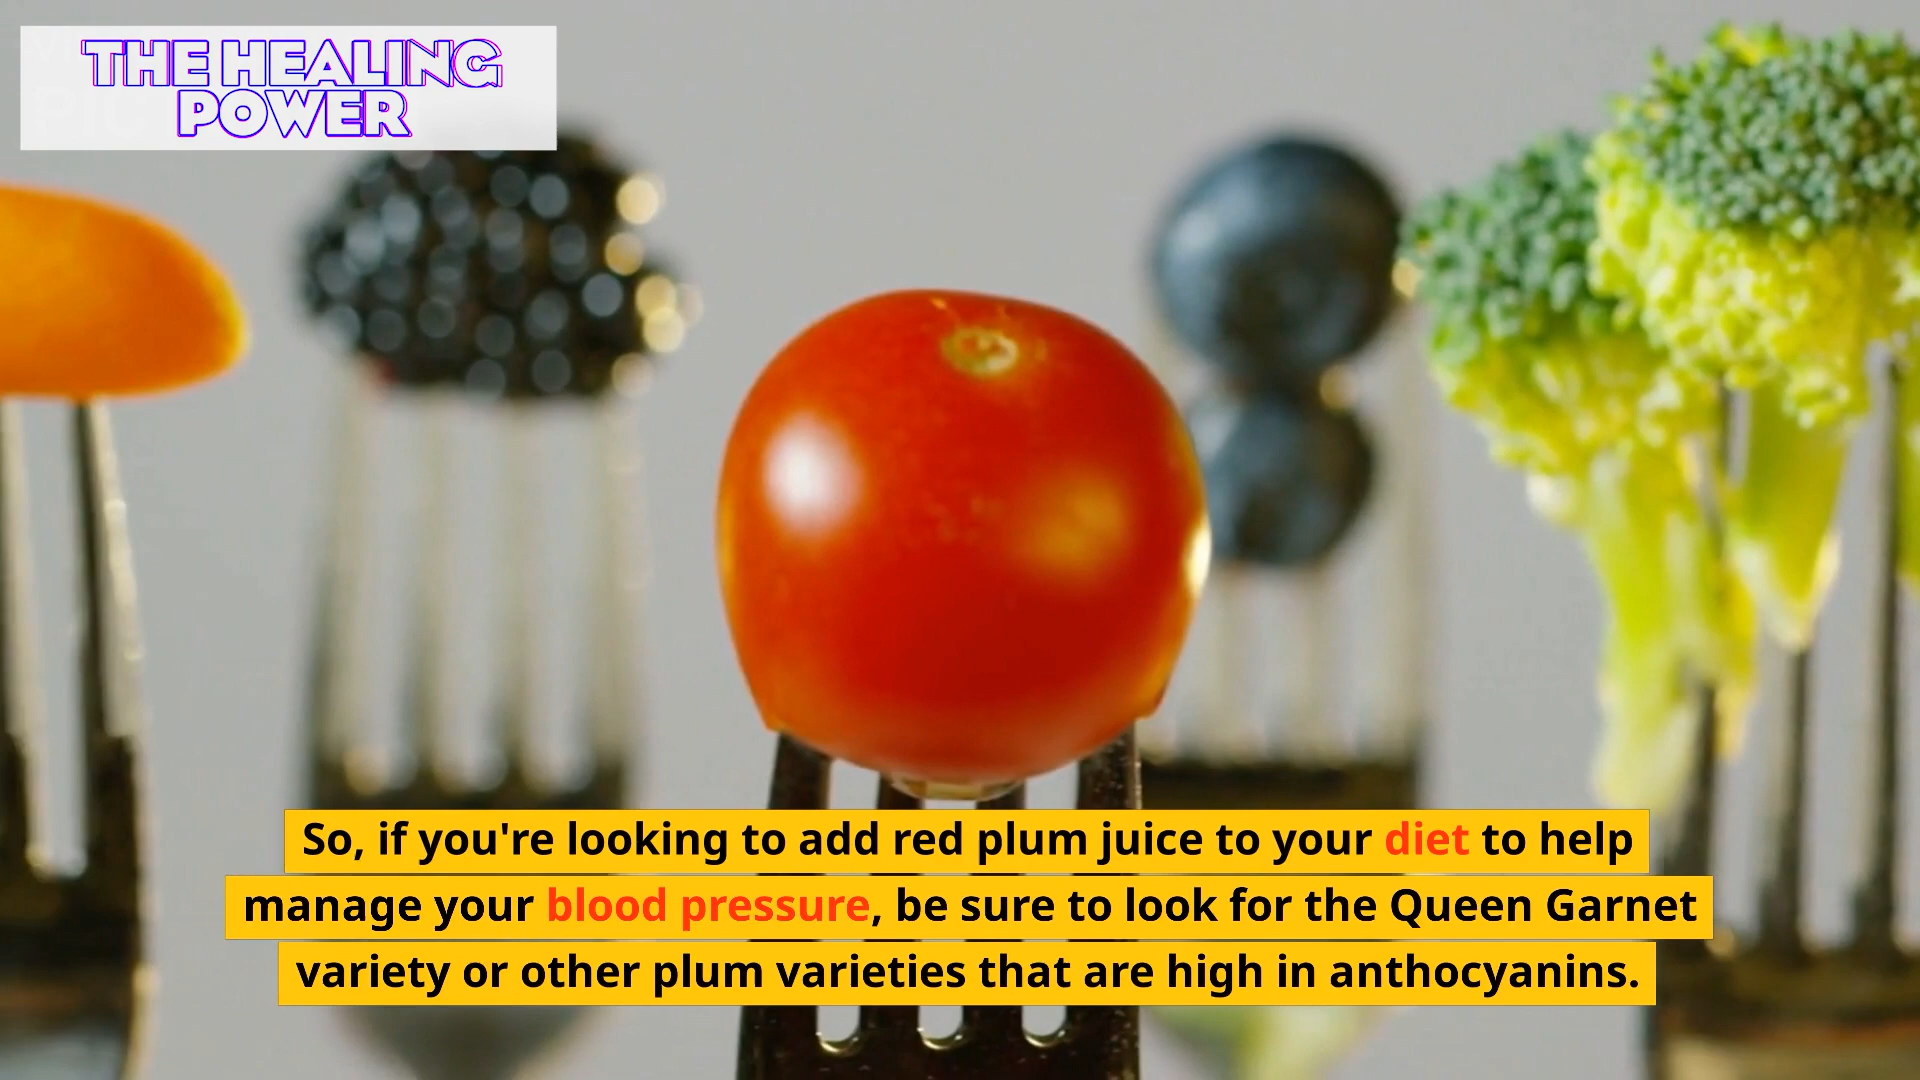 THE HEALING
POWER
So, if you're looking to add red plum juice to your diet to help
manage your blood pressure, be sure to look for the Queen Garnet
variety or other plum varieties that are high in anthocyanins.